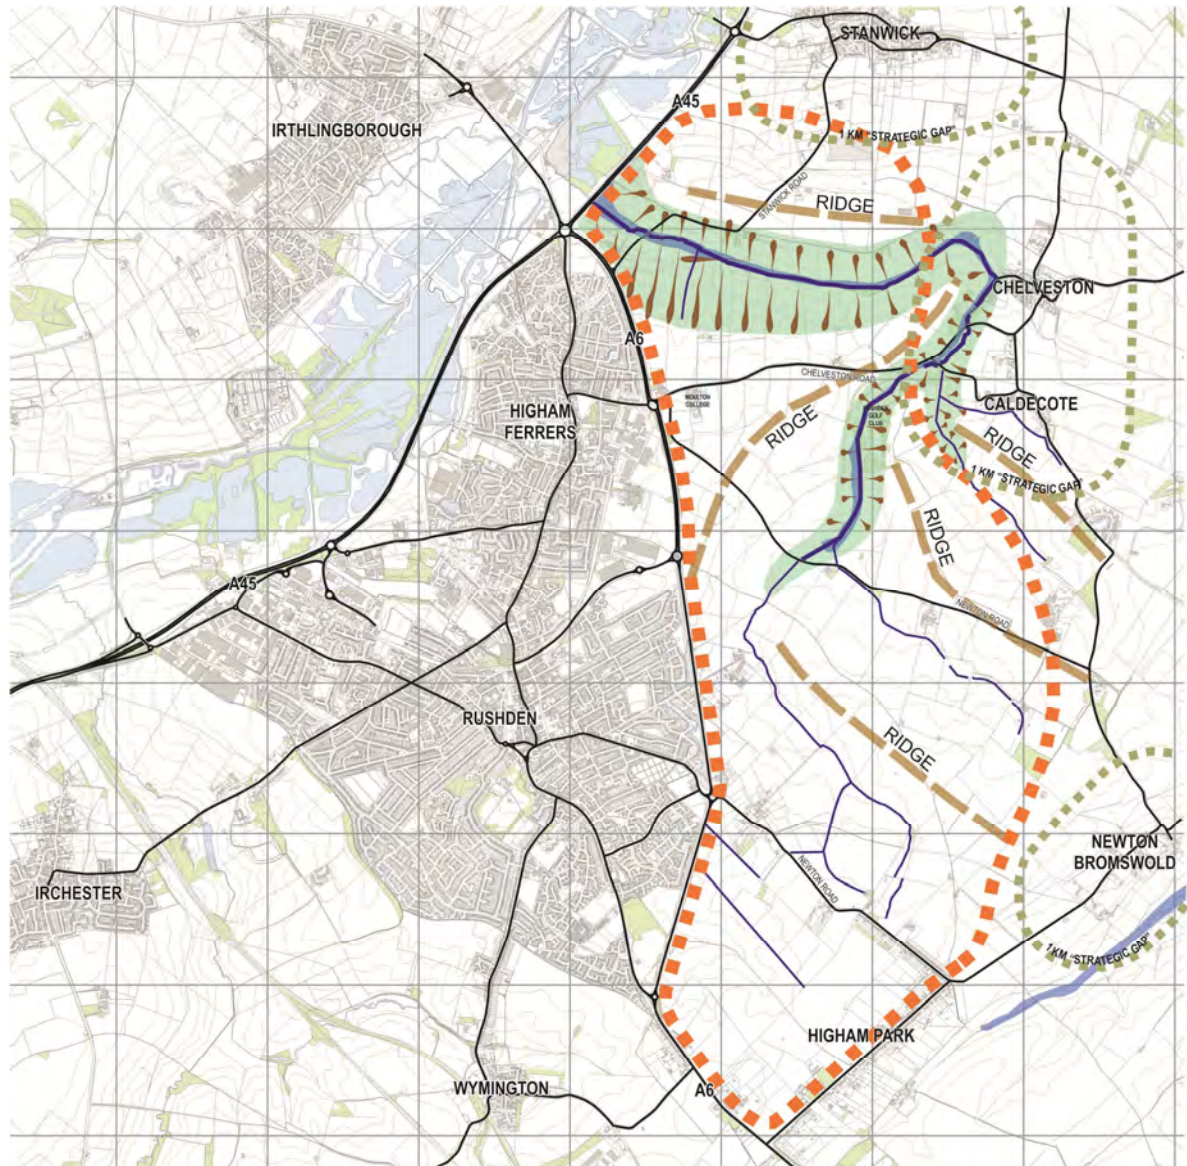 STANWICK
A45
IRTHLINGBOROUGH
1 KM "STRATEGIC GAP"
STANWICK ROAD
RIDGE
CHELVESTON
A6
CHELVESTON ROAD
MOULTON
COLLEGE
HIGHAM
FERRERS
RIDGE
GOLF
CLUB
CALDECOTE
RIDGE
1 KM "STRATEGIC GAP"
RIDGE
A45
NEWTON ROAD
RUSHDEN
RIDGE
NEWTON
BROMSWOLD
IRCHESTER
NEWTON ROAD
1 KM "STRATEGIC GAP"
HIGHAM PARK
WYMINGTON
A6